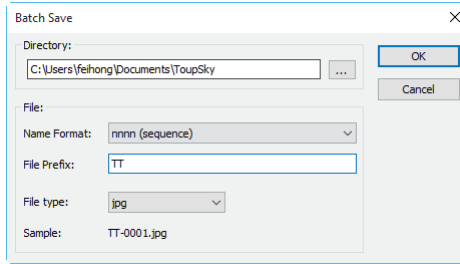 Batch Save
Directory:
C:\Users\feihong\Documents\ToupSky
...
OK
Cancel
File:
Name Format:
nnnn (sequence)
File Prefix:
TT
File type:
jpg
Sample:
TT-0001.jpg